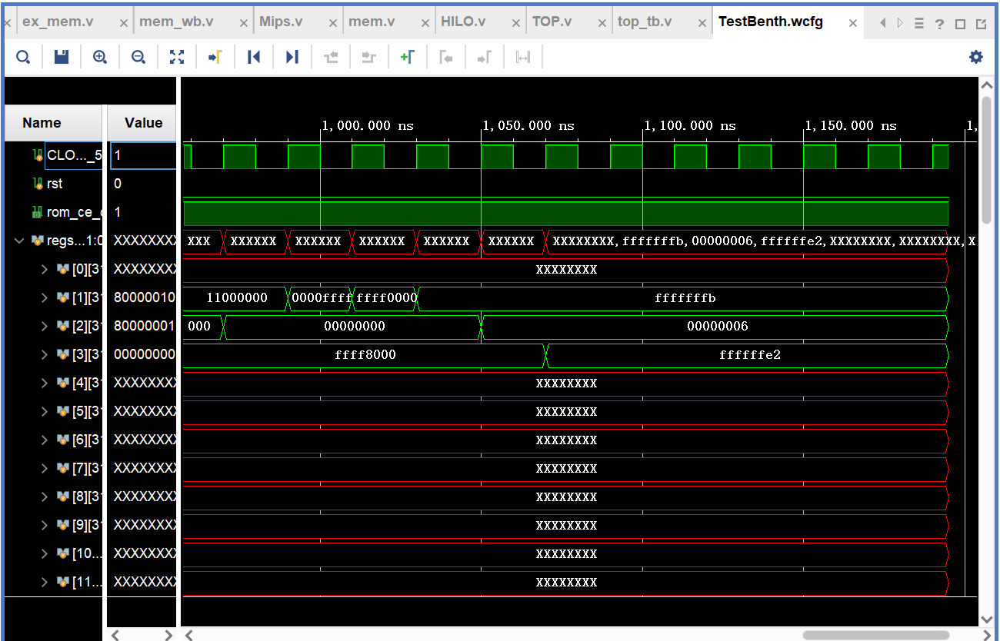 ex_mem.v mem_wb.v Mips.v mem.v HILO.v TOP.v top_tb.v TestBenth.wcfg
Name Value
1,000.000 ns 1,050.000 ns 1,100.000 ns 1,150.000 ns 1,
CLO..._5 1
rst 0
rom_ce_ 1
regs...1:0 XXXXXXXX XXX XXXXXX XXXXXX XXXXXX XXXXXX XXXXXX XXXXXXXX,fffffffb,00000006,ffffffe2,XXXXXXXX,XXXXXXXX,X
[0][31 XXXXXXXX XXXXXXXX
[1][31 80000010 11000000 0000ffff ffff0000 fffffffb
[2][31 80000001 000 00000000 00000006
[3][31 00000000 ffff8000 ffffffe2
[4][31 XXXXXXXX XXXXXXXX
[5][31 XXXXXXXX XXXXXXXX
[6][31 XXXXXXXX XXXXXXXX
[7][31 XXXXXXXX XXXXXXXX
[8][31 XXXXXXXX XXXXXXXX
[9][31 XXXXXXXX XXXXXXXX
[10... XXXXXXXX XXXXXXXX
[11... XXXXXXXX XXXXXXXX